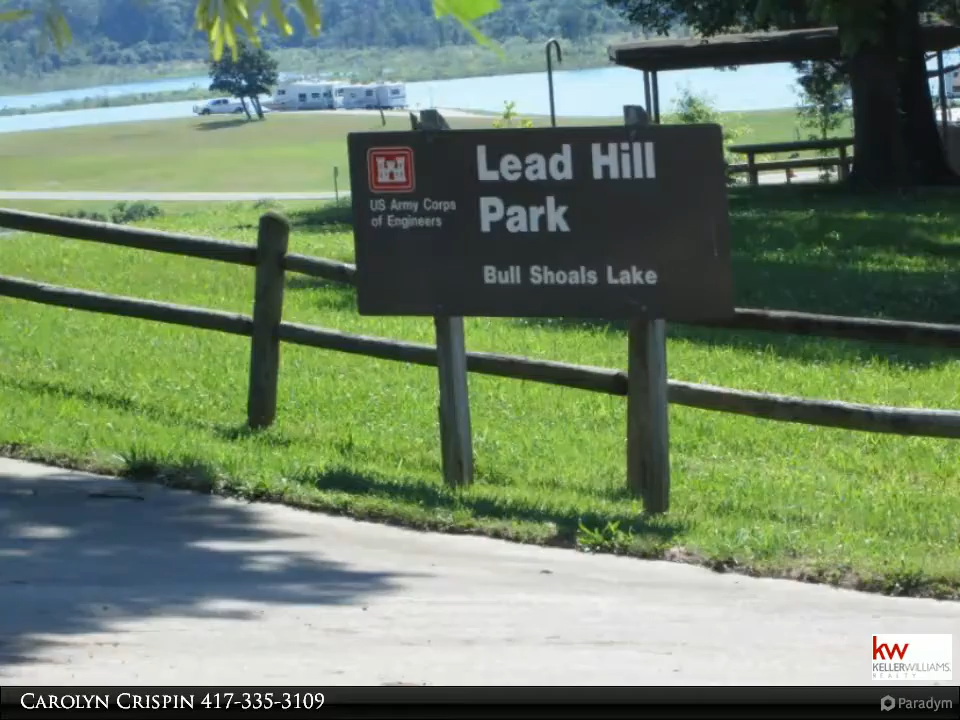 Lead Hill
Park
US Army Corps
of Engineers
Bull Shoals Lake
kw
KELLERWILLIAMS.
REALTY
CAROLYN CRISPIN 417-335-3109
Paradym